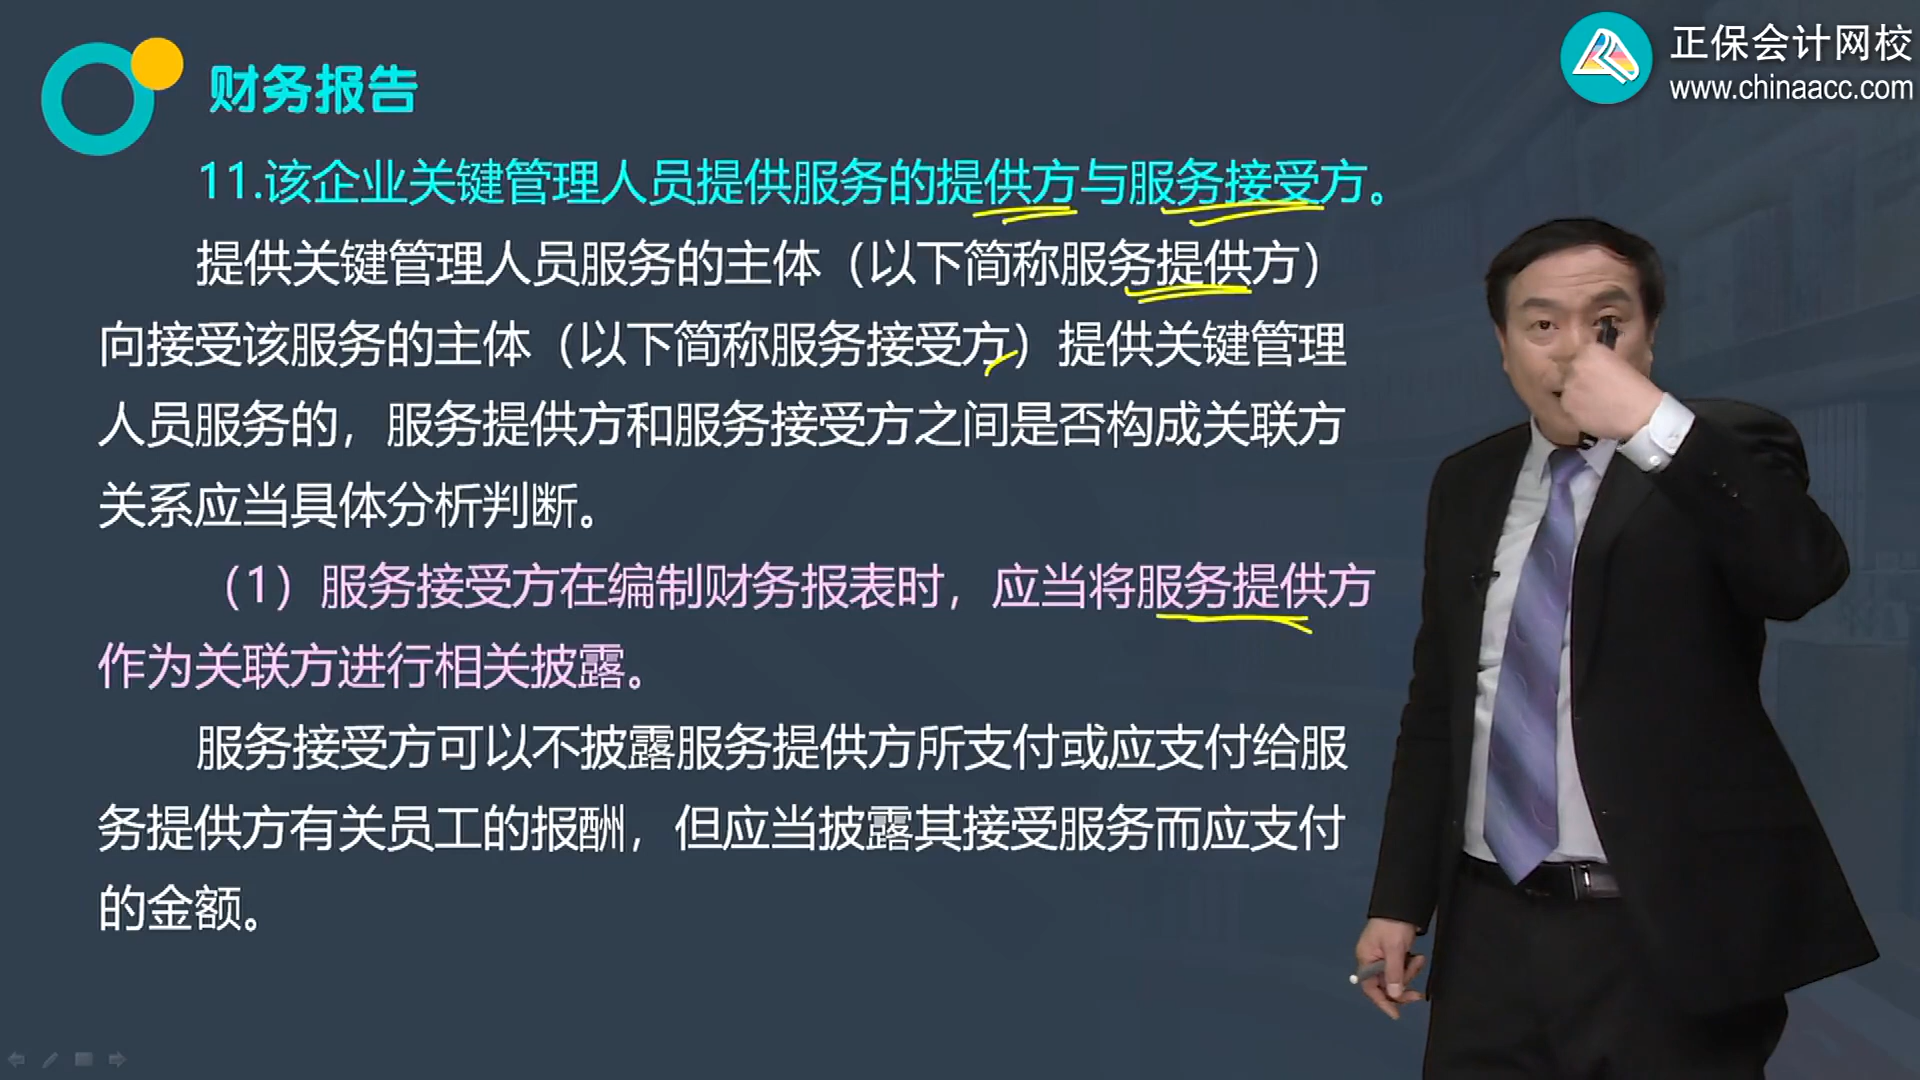 财务报告
正保会计网校
www.chinaacc.com
11.该企业关键管理人员提供服务的提供方与服务接受方。
提供关键管理人员服务的主体（以下简称服务提供方）
向接受该服务的主体（以下简称服务接受方）提供关键管理
人员服务的，服务提供方和服务接受方之间是否构成关联方
关系应当具体分析判断。
（1）服务接受方在编制财务报表时，应当将服务提供方
作为关联方进行相关披露。
服务接受方可以不披露服务提供方所支付或应支付给服
务提供方有关员工的报酬，但应当披露其接受服务而应支付
的金额。